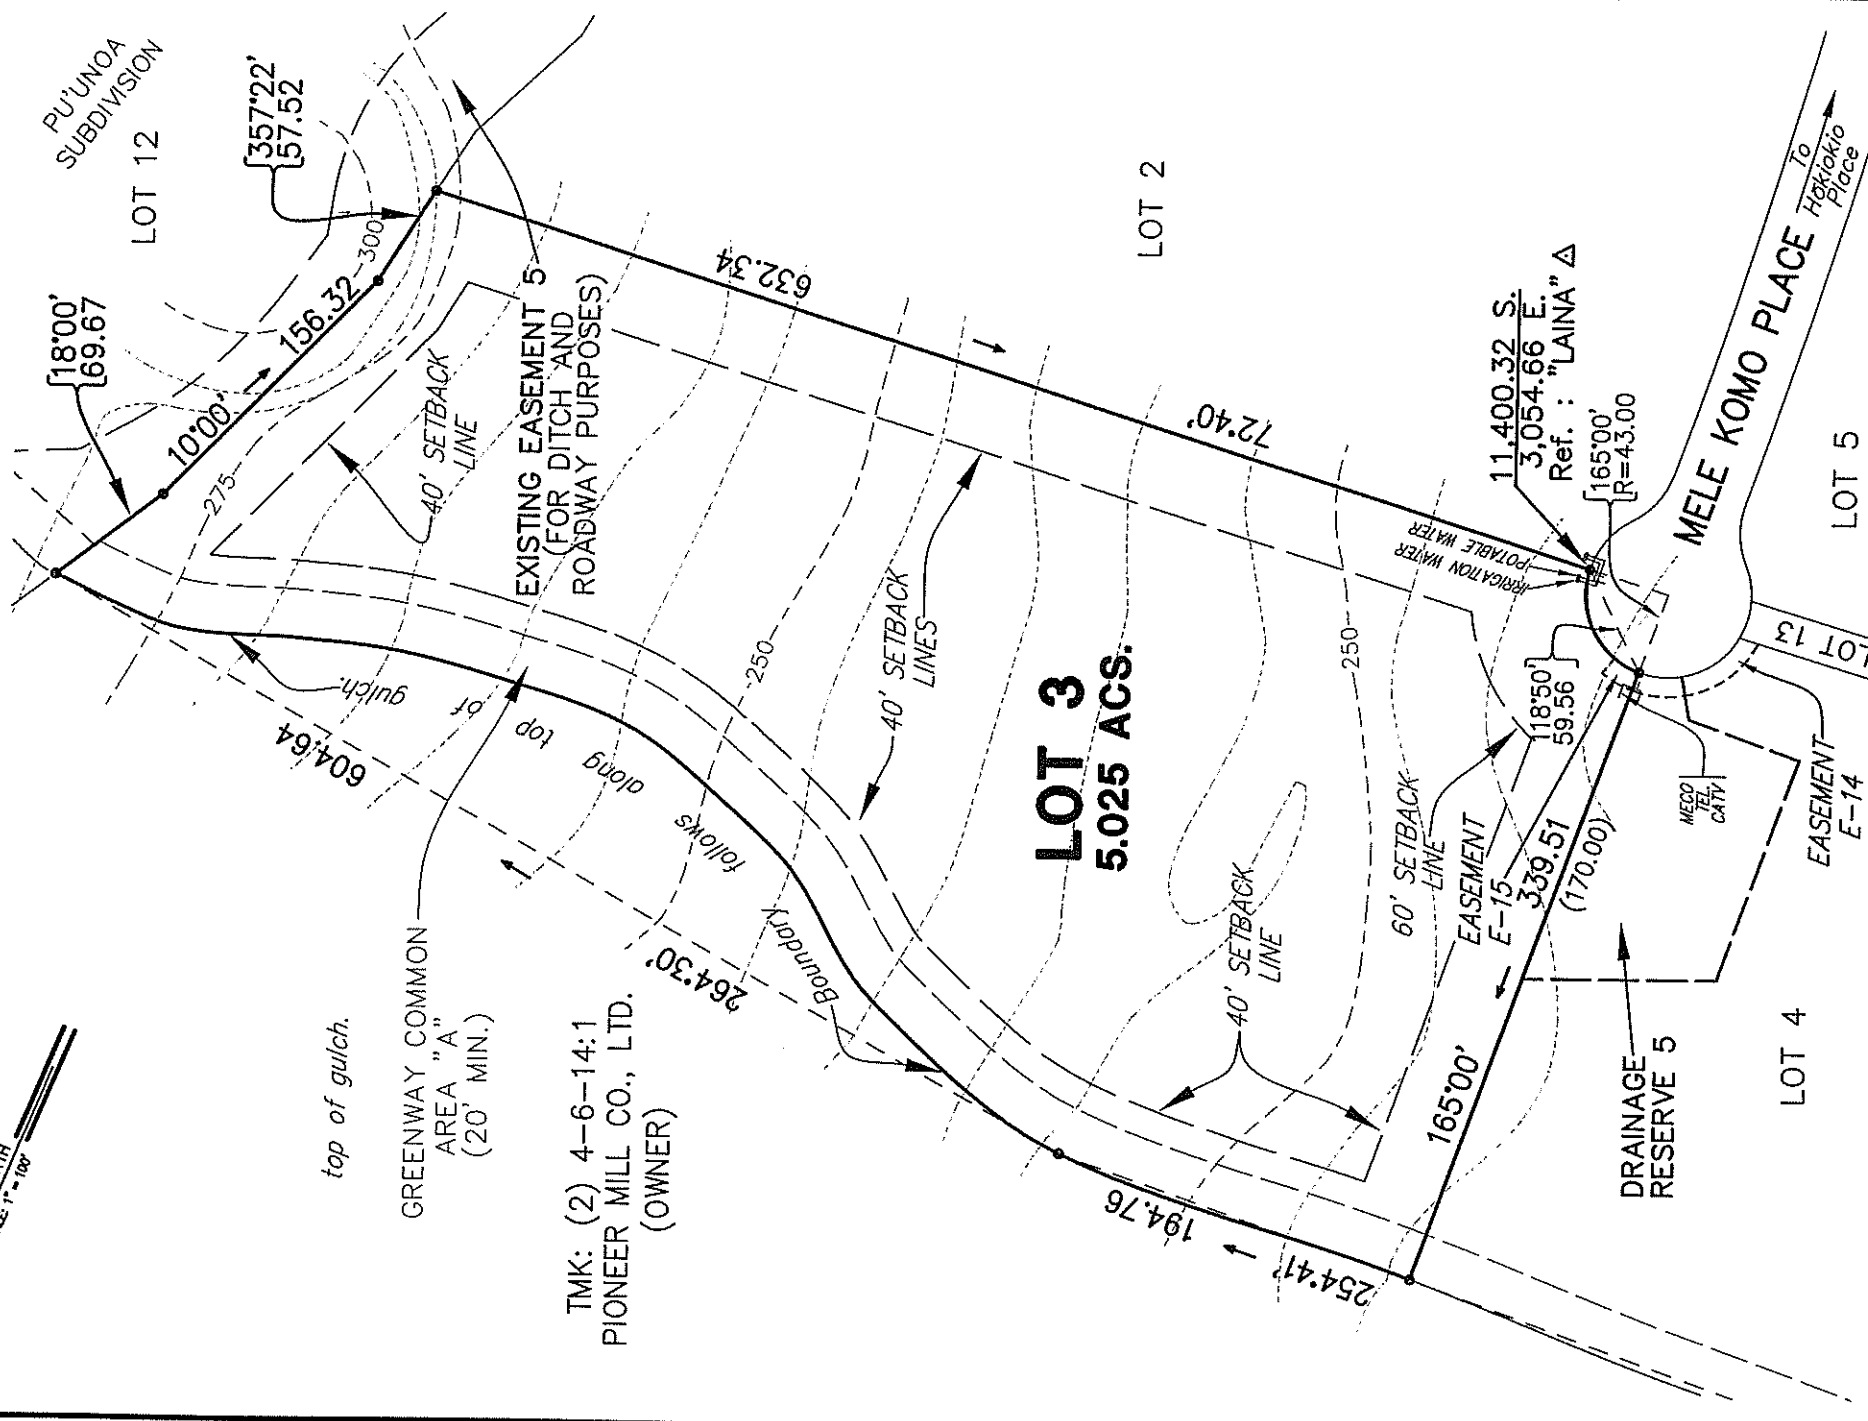 PU'UNOA
SUBDIVISION
LOT 12
357°22'
57.52
18°00'
69.67
10°00'
156.32
300
275
40' SETBACK
LINE
EXISTING EASEMENT 5
(FOR DITCH AND
ROADWAY PURPOSES)
632.34
72°40'
LOT 2
11,400.32 S.
3,054.66 E.
Ref. : "LAINA" Δ
165°00'
R=43.00
To
Hokiokio
Place
MELE KOMO PLACE
LOT 5
LOT 13
IRRIGATION WATER
POTABLE WATER
118°50'
59.56
40' SETBACK
LINES
250
250
LOT 3
5.025 ACS.
604.64
264°30'
Boundary
follows
along
top
of
gulch.
top of gulch.
GREENWAY COMMON
AREA "A"
(20' MIN.)
TMK: (2) 4-6-14:1
PIONEER MILL CO., LTD.
(OWNER)
194.76
254°41'
40' SETBACK
LINE
60' SETBACK
LINE
EASEMENT
E-15
339.51
(170.00)
165°00'
MECO
TEL
CATV
EASEMENT
E-14
DRAINAGE
RESERVE 5
LOT 4
1" = 100'